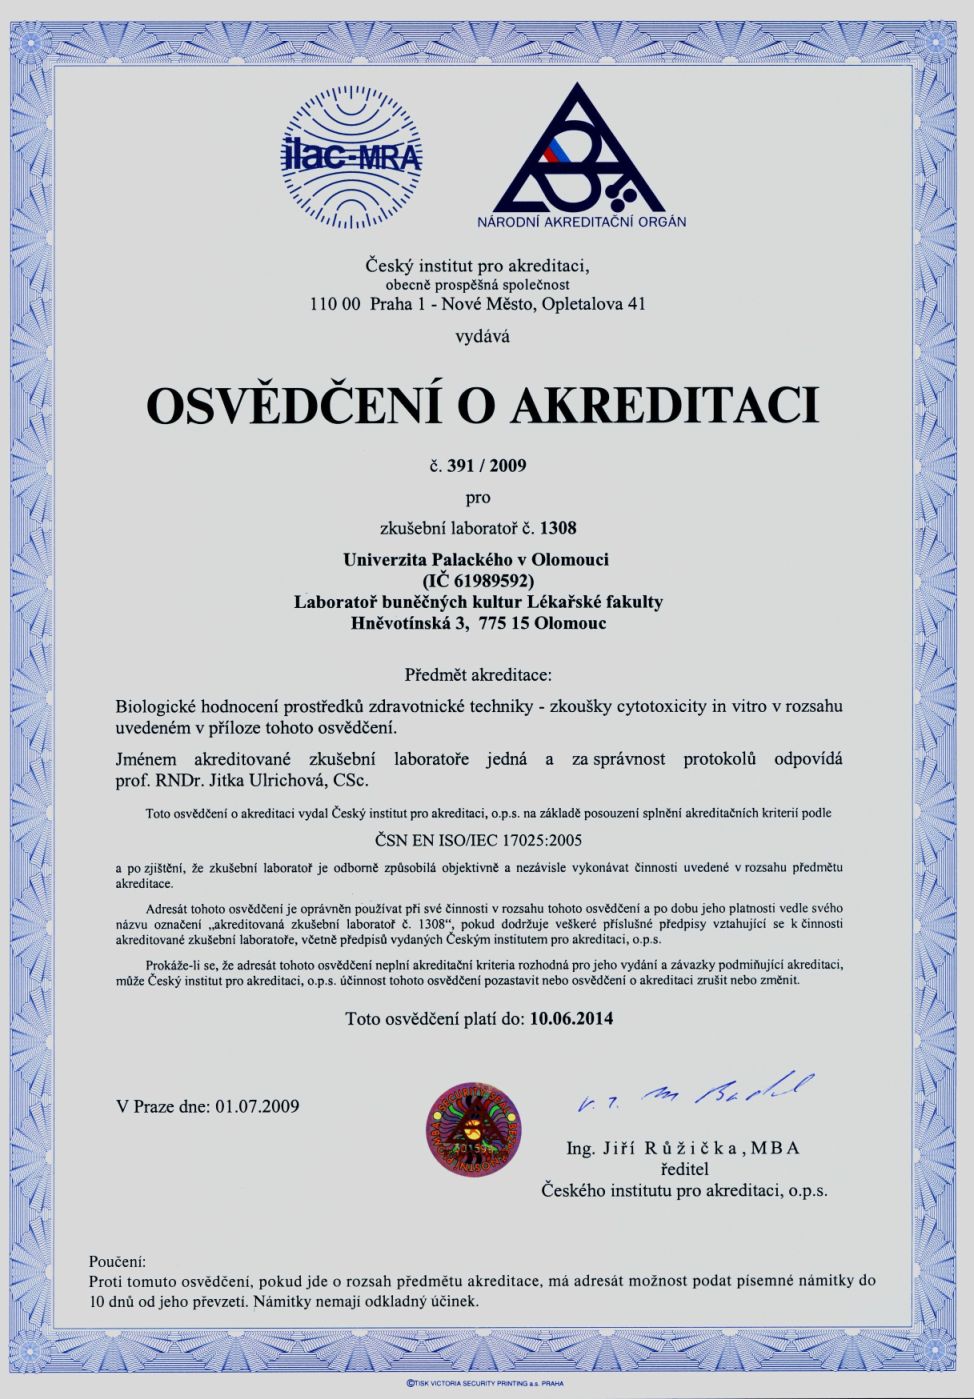 ilac-MRA
NÁRODNÍ AKREDITAČNÍ ORGÁN
Český institut pro akreditaci,
obecně prospěšná společnost
110 00 Praha 1 - Nové Město, Opletalova 41
vydává
OSVĚDČENÍ O AKREDITACI
č. 391 / 2009
pro
zkušební laboratoř č. 1308
Univerzita Palackého v Olomouci
(IČ 61989592)
Laboratoř buněčných kultur Lékařské fakulty
Hněvotínská 3, 775 15 Olomouc
Předmět akreditace:
Biologické hodnocení prostředků zdravotnické techniky - zkoušky cytotoxicity in vitro v rozsahu
uvedeném v příloze tohoto osvědčení.
Jménem akreditované zkušební laboratoře jedná a za správnost protokolů odpovídá
prof. RNDr. Jitka Ulrichová, CSc.
Toto osvědčení o akreditaci vydal Český institut pro akreditaci, o.p.s. na základě posouzení splnění akreditačních kriterií podle
ČSN EN ISO/IEC 17025:2005
a po zjištění, že zkušební laboratoř je odborně způsobilá objektivně a nezávisle vykonávat činnosti uvedené v rozsahu předmětu
akreditace.
Adresát tohoto osvědčení je oprávněn používat při své činnosti v rozsahu tohoto osvědčení a po dobu jeho platnosti vedle svého
názvu označení „akreditovaná zkušební laboratoř č. 1308“, pokud dodržuje veškeré příslušné předpisy vztahující se k činnosti
akreditované zkušební laboratoře, včetně předpisů vydaných Českým institutem pro akreditaci, o.p.s.
Prokáže-li se, že adresát tohoto osvědčení neplní akreditační kriteria rozhodná pro jeho vydání a závazky podmiňující akreditaci,
může Český institut pro akreditaci, o.p.s. účinnost tohoto osvědčení pozastavit nebo osvědčení o akreditaci zrušit nebo změnit.
Toto osvědčení platí do: 10.06.2014
V Praze dne: 01.07.2009
SECURITY SEAL
Ing. Jiří Růžička, MBA
ředitel
Českého institutu pro akreditaci, o.p.s.
Poučení:
Proti tomuto osvědčení, pokud jde o rozsah předmětu akreditace, má adresát možnost podat písemné námitky do
10 dnů od jeho převzetí. Námitky nemají odkladný účinek.
©TISK VICTORIA SECURITY PRINTING a.s. PRAHA